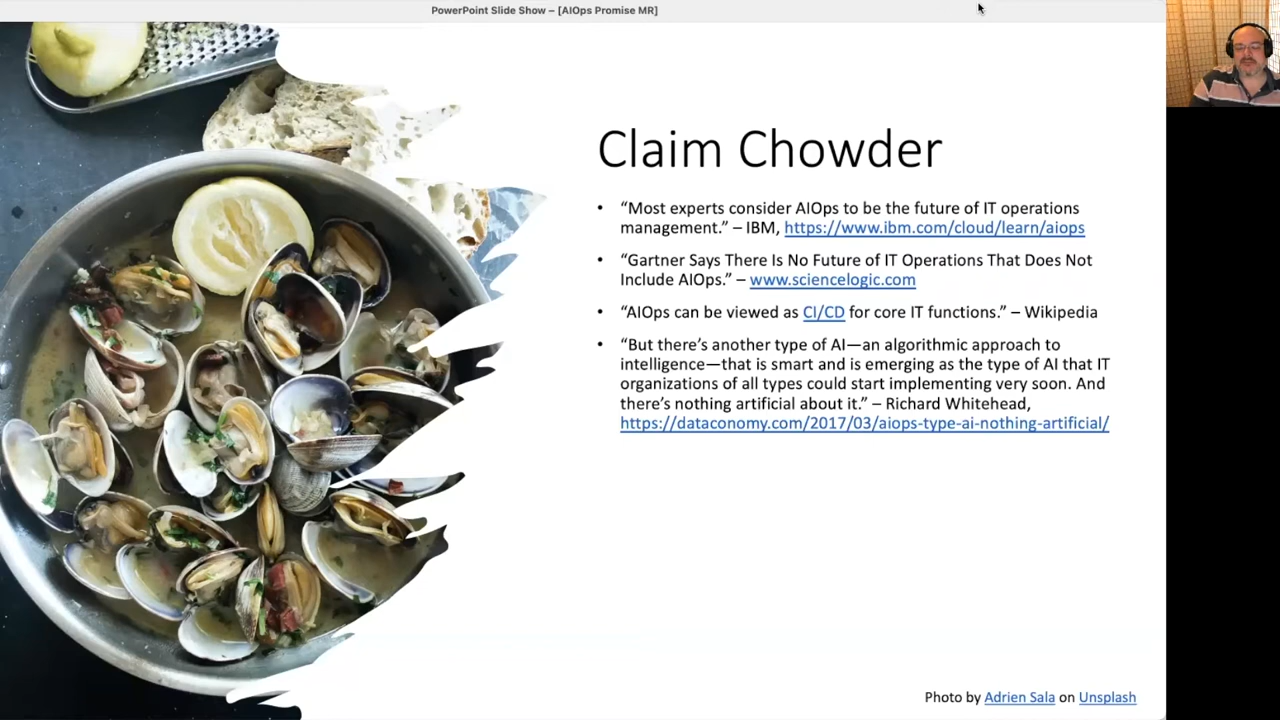 PowerPoint Slide Show – [AIOps Promise MR]
Claim Chowder
• “Most experts consider AIOps to be the future of IT operations
management.” – IBM, https://www.ibm.com/cloud/learn/aiops
• “Gartner Says There Is No Future of IT Operations That Does Not
Include AIOps.” – www.sciencelogic.com
• “AIOps can be viewed as CI/CD for core IT functions.” – Wikipedia
• “But there’s another type of AI—an algorithmic approach to
intelligence—that is smart and is emerging as the type of AI that IT
organizations of all types could start implementing very soon. And
there’s nothing artificial about it.” – Richard Whitehead,
https://dataconomy.com/2017/03/aiops-type-ai-nothing-artificial/
Photo by Adrien Sala on Unsplash